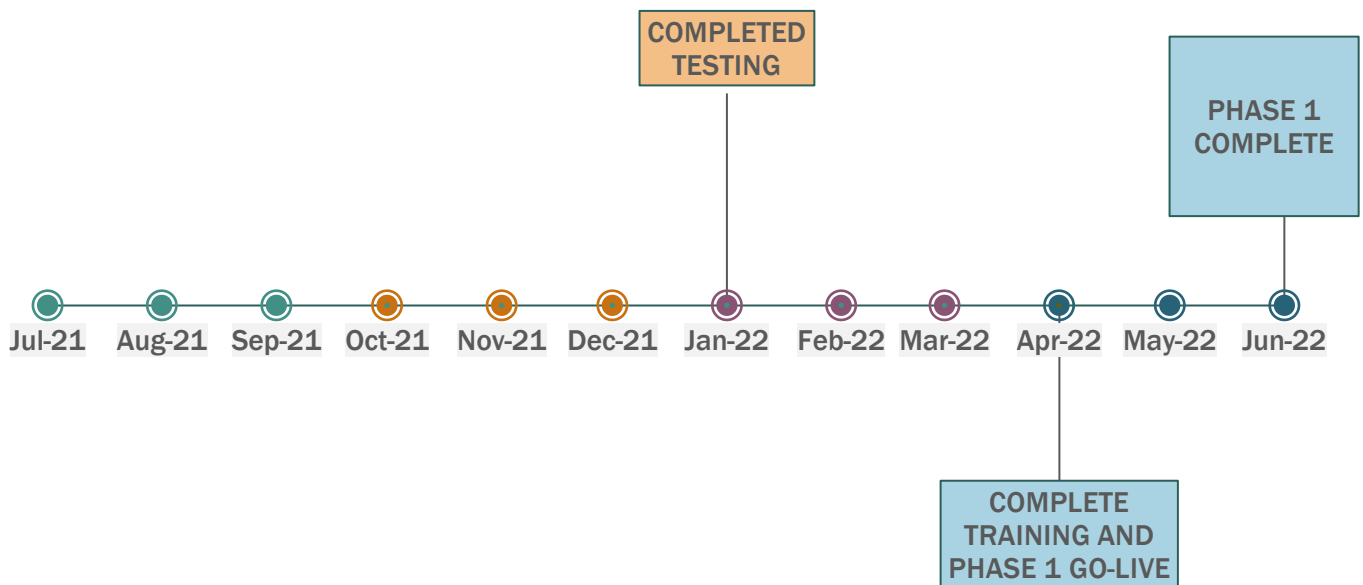 COMPLETED
TESTING
PHASE 1
COMPLETE
Jul-21 Aug-21 Sep-21 Oct-21 Nov-21 Dec-21 Jan-22 Feb-22 Mar-22 Apr-22 May-22 Jun-22
COMPLETE
TRAINING AND
PHASE 1 GO-LIVE